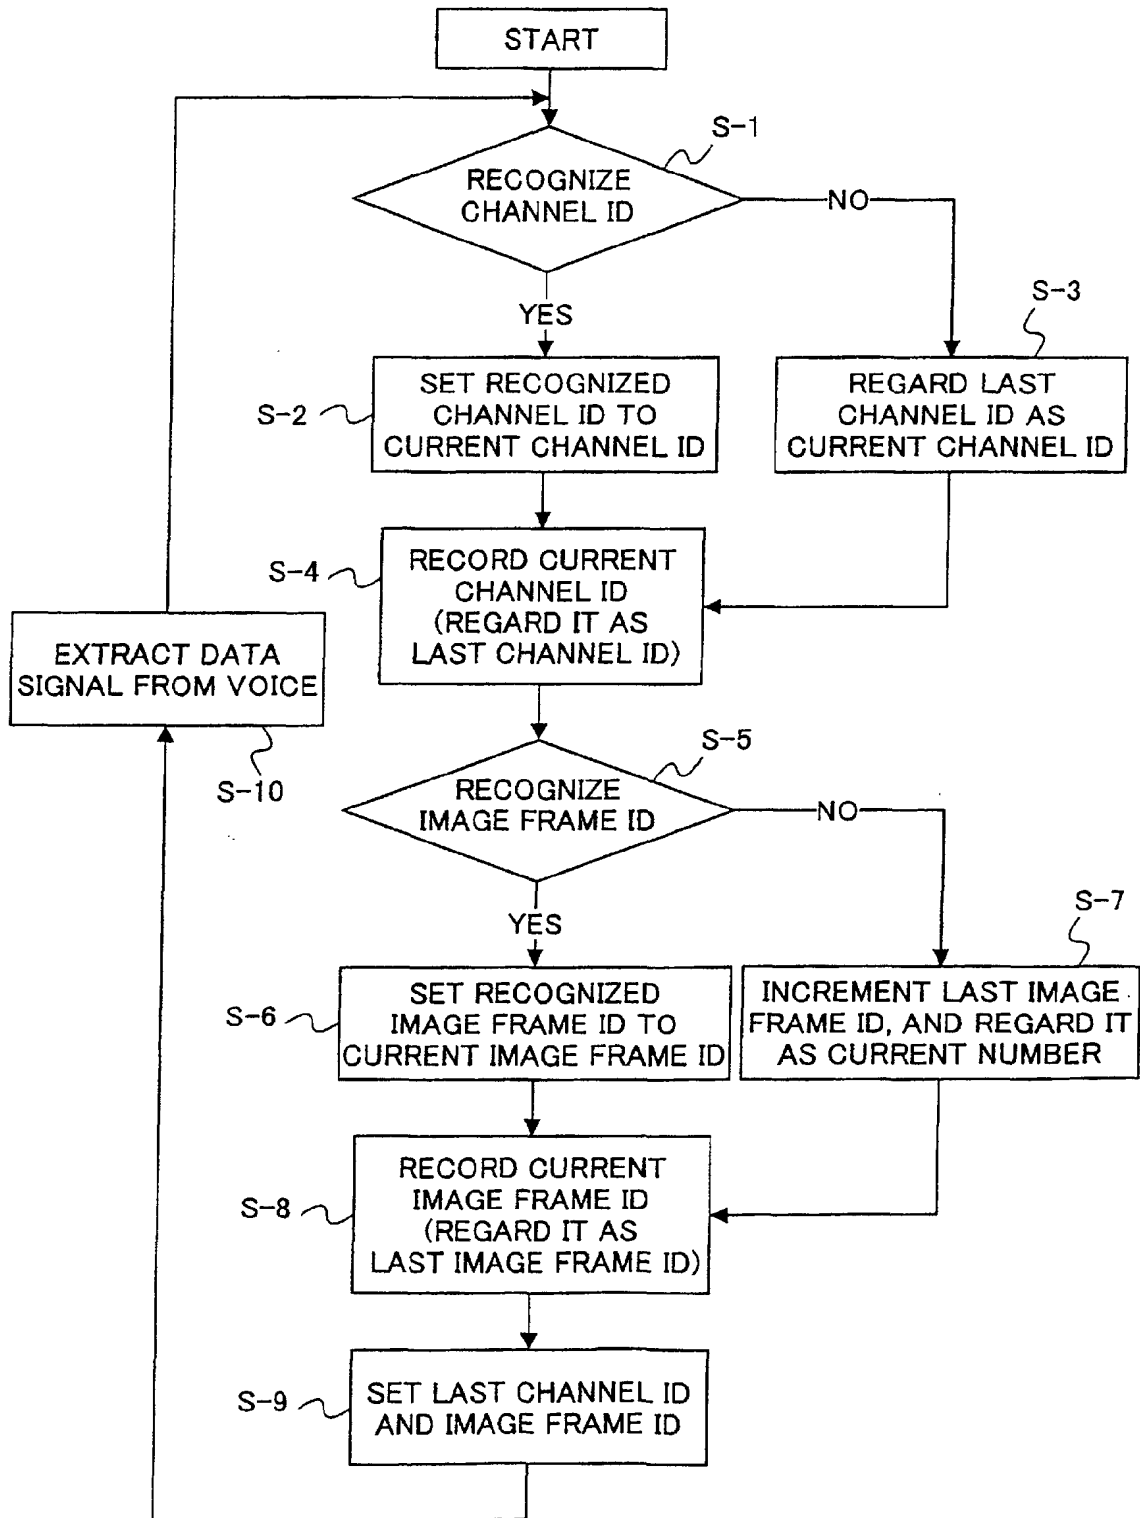 START
S-1
RECOGNIZE
CHANNEL ID
NO
YES
S-3
S-2
SET RECOGNIZED
CHANNEL ID TO
CURRENT CHANNEL ID
REGARD LAST
CHANNEL ID AS
CURRENT CHANNEL ID
S-4
RECORD CURRENT
CHANNEL ID
(REGARD IT AS
LAST CHANNEL ID)
EXTRACT DATA
SIGNAL FROM VOICE
S-10
S-5
RECOGNIZE
IMAGE FRAME ID
NO
YES
S-7
S-6
SET RECOGNIZED
IMAGE FRAME ID TO
CURRENT IMAGE FRAME ID
INCREMENT LAST IMAGE
FRAME ID, AND REGARD IT
AS CURRENT NUMBER
S-8
RECORD CURRENT
IMAGE FRAME ID
(REGARD IT AS
LAST IMAGE FRAME ID)
S-9
SET LAST CHANNEL ID
AND IMAGE FRAME ID